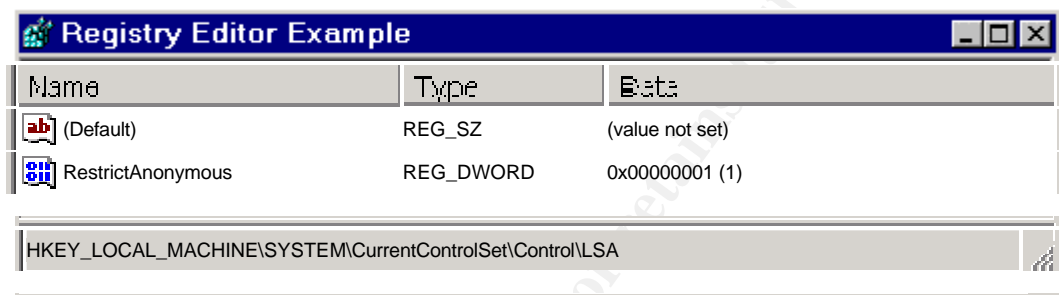 Registry Editor Example
Name Type Data
(Default) REG_SZ (value not set)
RestrictAnonymous REG_DWORD 0x00000001 (1)
HKEY_LOCAL_MACHINE\SYSTEM\CurrentControlSet\Control\LSA